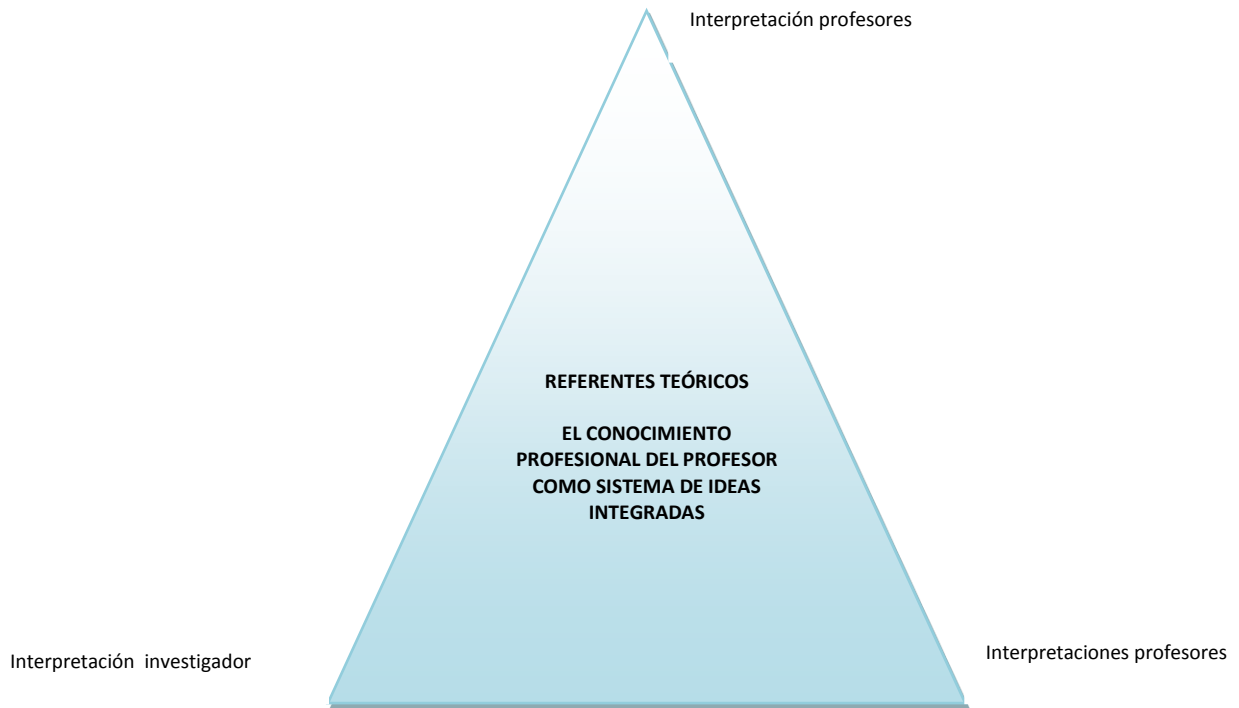 Interpretación profesores
REFERENTES TEÓRICOS
EL CONOCIMIENTO
PROFESIONAL DEL PROFESOR
COMO SISTEMA DE IDEAS
INTEGRADAS
Interpretación investigador
Interpretaciones profesores